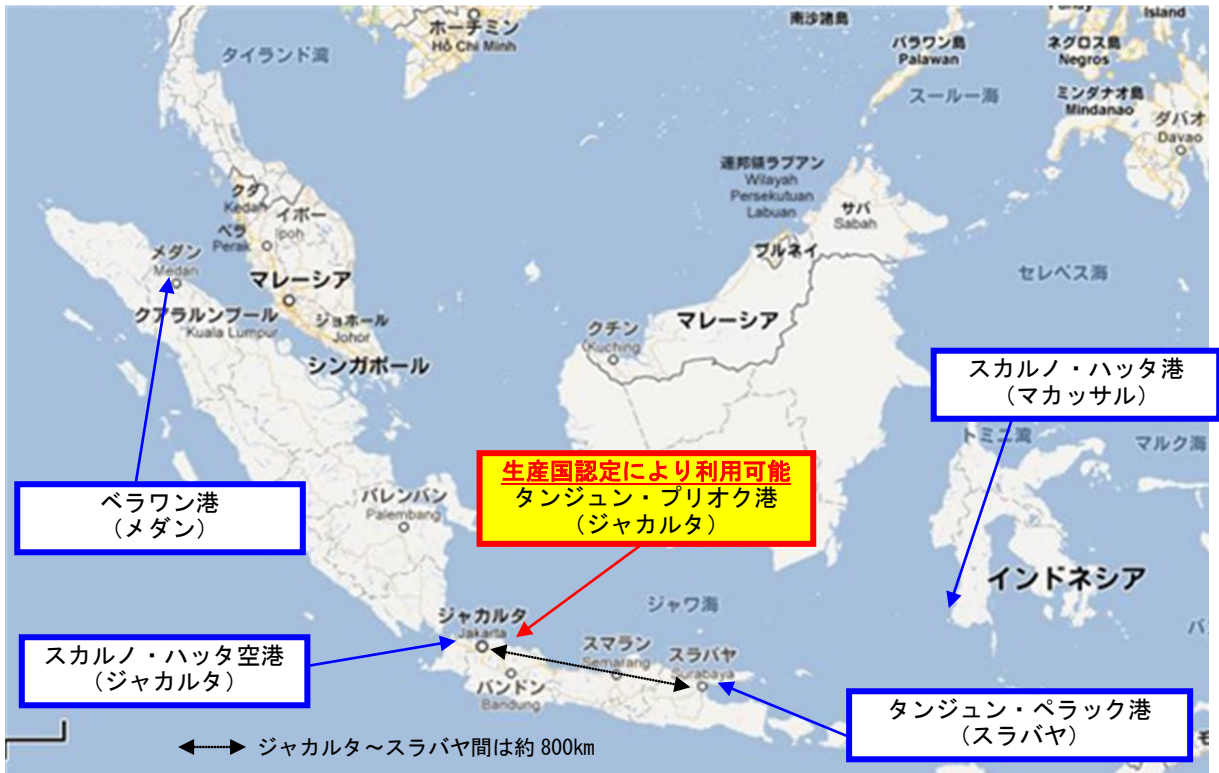 ホーチミン
Hồ Chí Minh
南沙諸島
Island
パラワン島
Palawan
ネグロス島
Negros
タイランド湾
スールー海
ミンダナオ島
Mindanao
ダバオ
Davao
連邦領ラブアン
Wilayah
Persekutuan
Labuan
クダ
Kedah
イポー
Ipoh
ペラ
Perak
サバ
Sabah
メダン
Medan
ブルネイ
マレーシア
セレベス海
クアラルンプール
Kuala Lumpur
ジョホール
Johor
クチン
Kuching
マレーシア
シンガポール
スカルノ・ハッタ港
（マカッサル）
トミニ湾
マルク海
生産国認定により利用可能
タンジュン・プリオク港
（ジャカルタ）
ベラワン港
（メダン）
パレンバン
Palembang
インドネシア
ジャワ海
ジャカルタ
Jakarta
スマラン
Semarang
スラバヤ
Surabaya
スカルノ・ハッタ空港
（ジャカルタ）
バンドン
Bandung
タンジュン・ペラック港
（スラバヤ）
ジャカルタ～スラバヤ間は約 800km